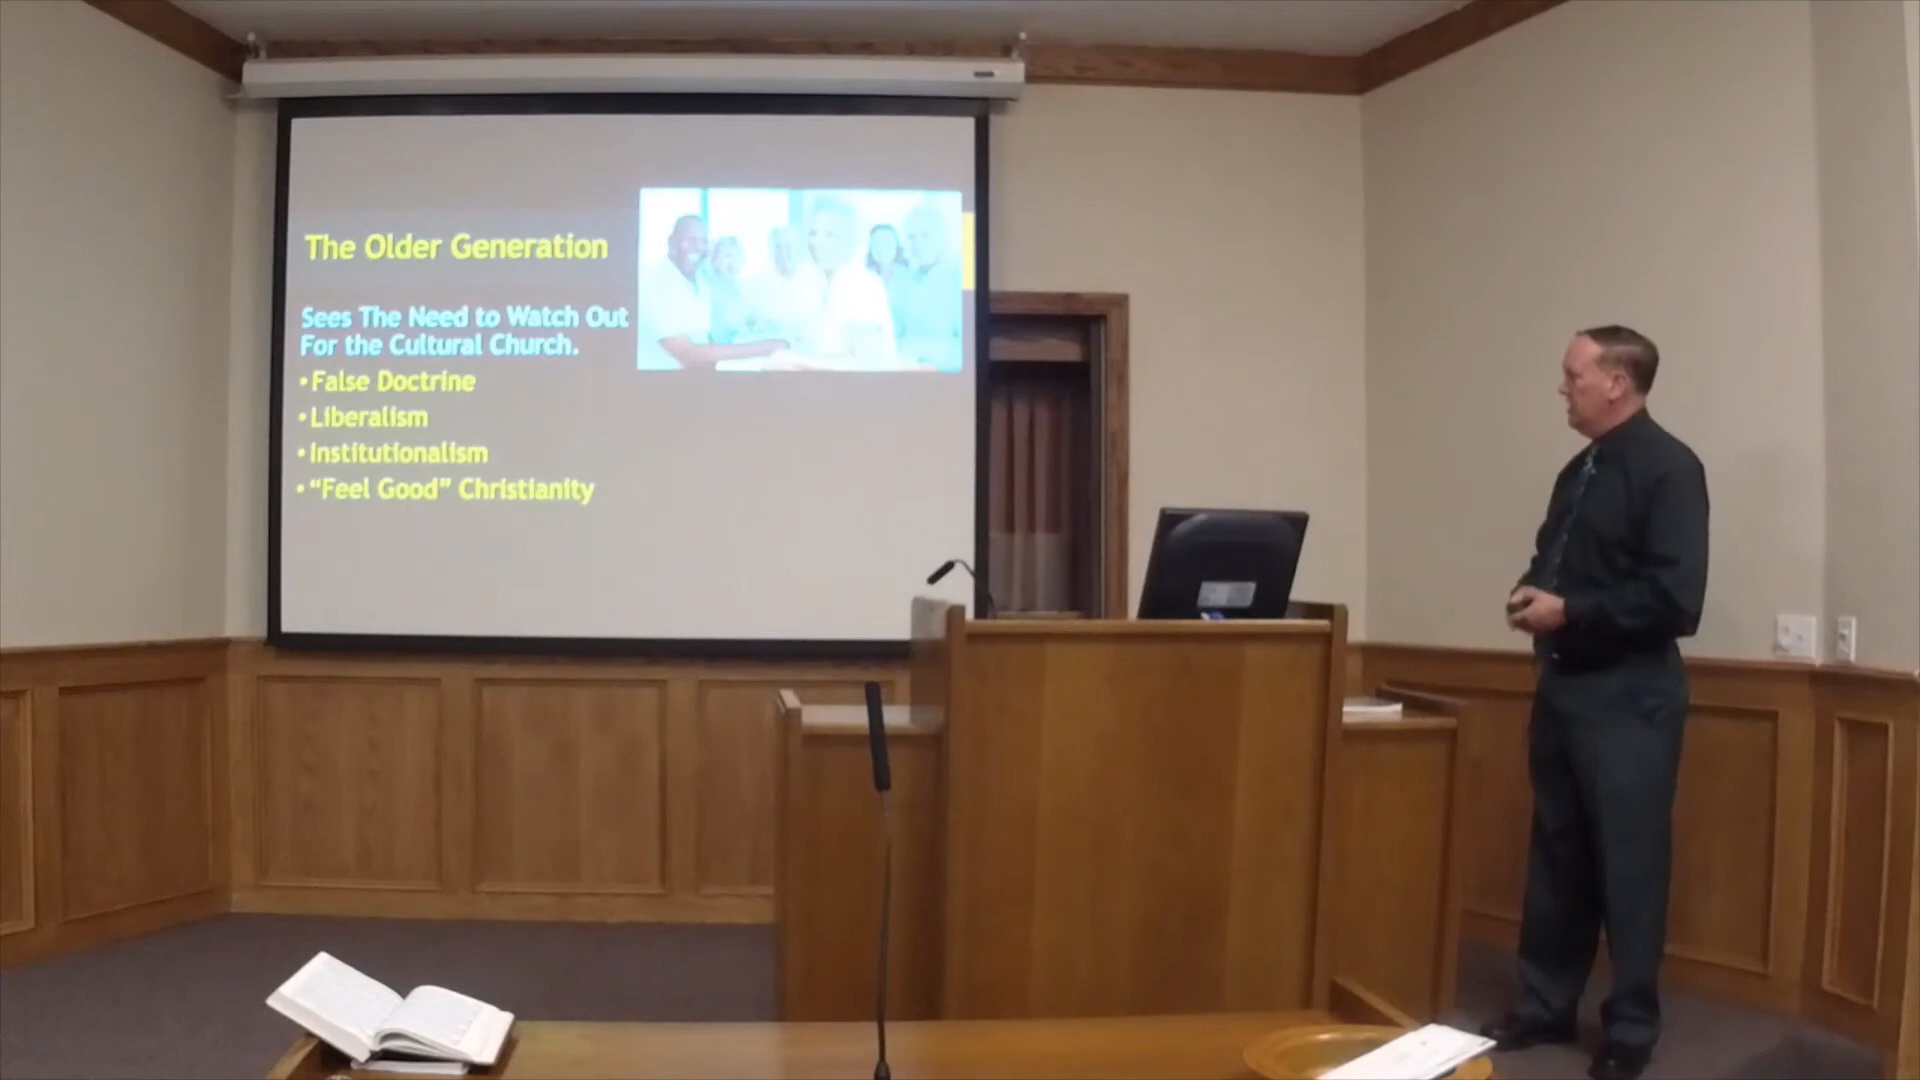 The Older Generation
Sees The Need to Watch Out
For the Cultural Church.
•False Doctrine
•Liberalism
•Institutionalism
•“Feel Good” Christianity